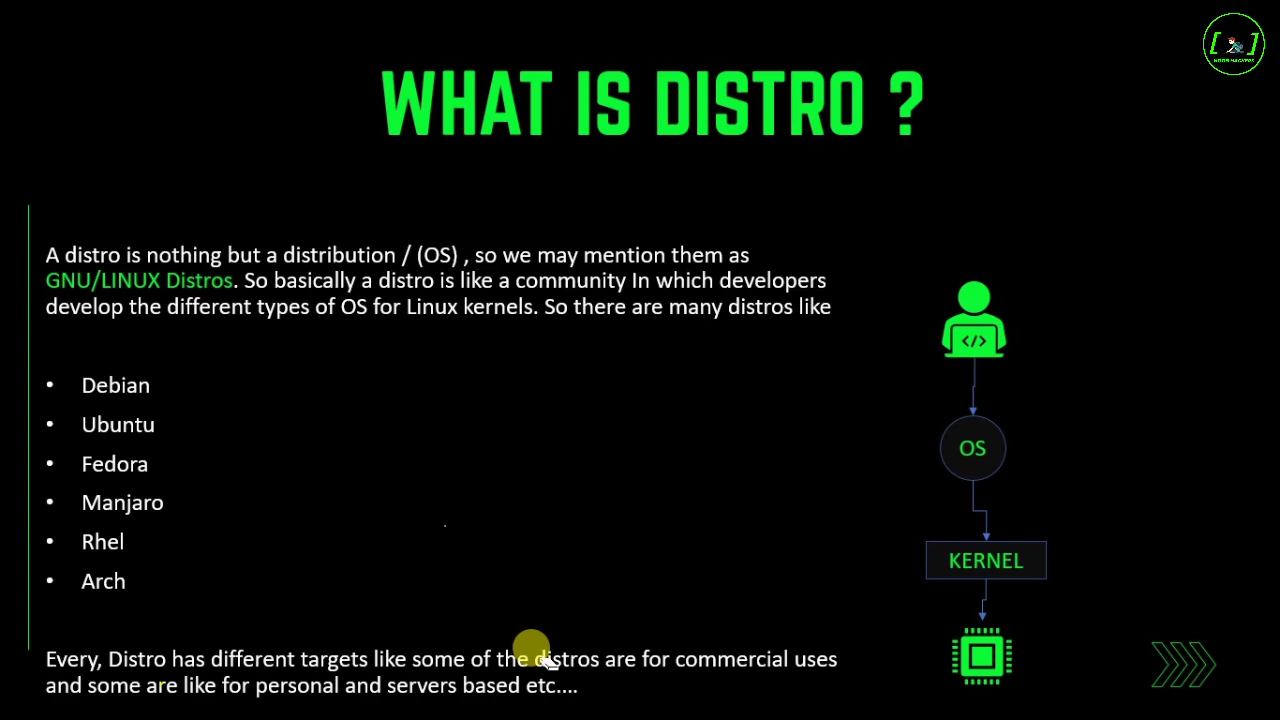 WHAT IS DISTRO ?
A distro is nothing but a distribution / (OS) , so we may mention them as
GNU/LINUX Distros. So basically a distro is like a community In which developers
develop the different types of OS for Linux kernels. So there are many distros like
• Debian
• Ubuntu
• Fedora
• Manjaro
• Rhel
• Arch
Every, Distro has different targets like some of the distros are for commercial uses
and some are like for personal and servers based etc....
</>
OS
KERNEL
[ ]
NOOB HACKERS